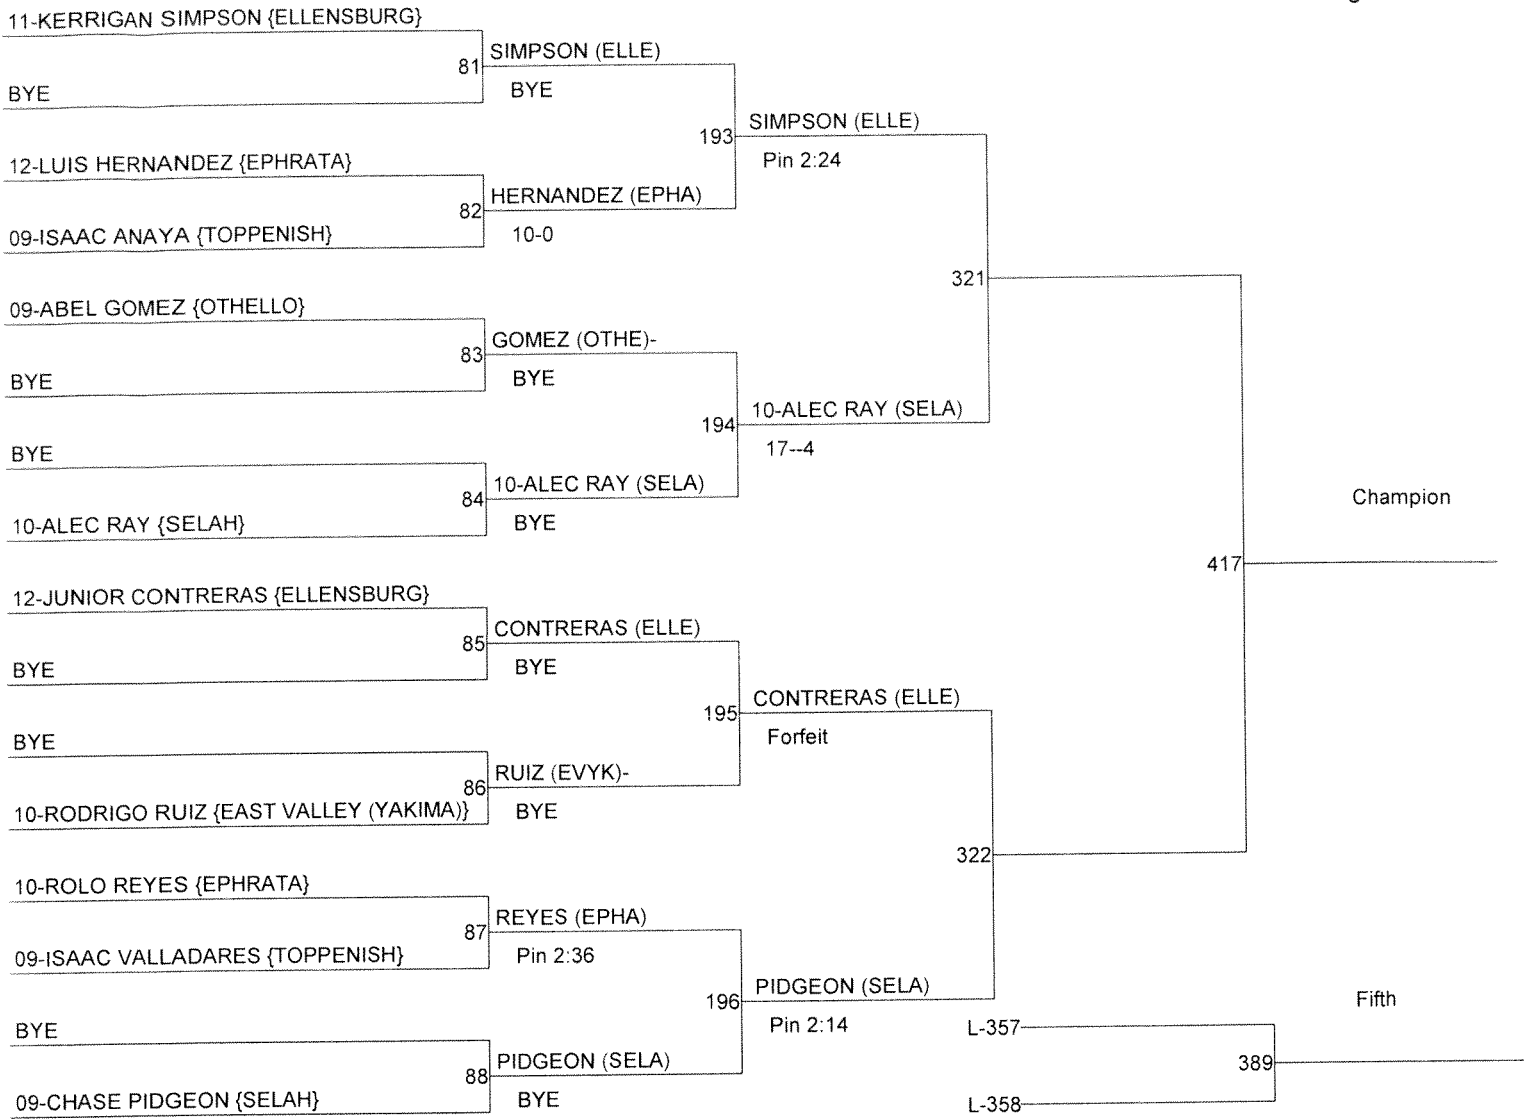 11-KERRIGAN SIMPSON {ELLENSBURG}
81
SIMPSON (ELLE)
BYE
BYE
193
SIMPSON (ELLE)
Pin 2:24
12-LUIS HERNANDEZ {EPHRATA}
82
HERNANDEZ (EPHA)
09-ISAAC ANAYA {TOPPENISH}
10-0
321
09-ABEL GOMEZ {OTHELLO}
83
GOMEZ (OTHE)-
BYE
BYE
194
10-ALEC RAY (SELA)
17--4
BYE
84
10-ALEC RAY (SELA)
10-ALEC RAY {SELAH}
BYE
Champion
417
12-JUNIOR CONTRERAS {ELLENSBURG}
85
CONTRERAS (ELLE)
BYE
BYE
195
CONTRERAS (ELLE)
Forfeit
BYE
86
RUIZ (EVYK)-
10-RODRIGO RUIZ {EAST VALLEY (YAKIMA)}
BYE
322
10-ROLO REYES {EPHRATA}
87
REYES (EPHA)
09-ISAAC VALLADARES {TOPPENISH}
Pin 2:36
196
PIDGEON (SELA)
Pin 2:14
BYE
88
PIDGEON (SELA)
09-CHASE PIDGEON {SELAH}
BYE
Fifth
L-357
389
L-358